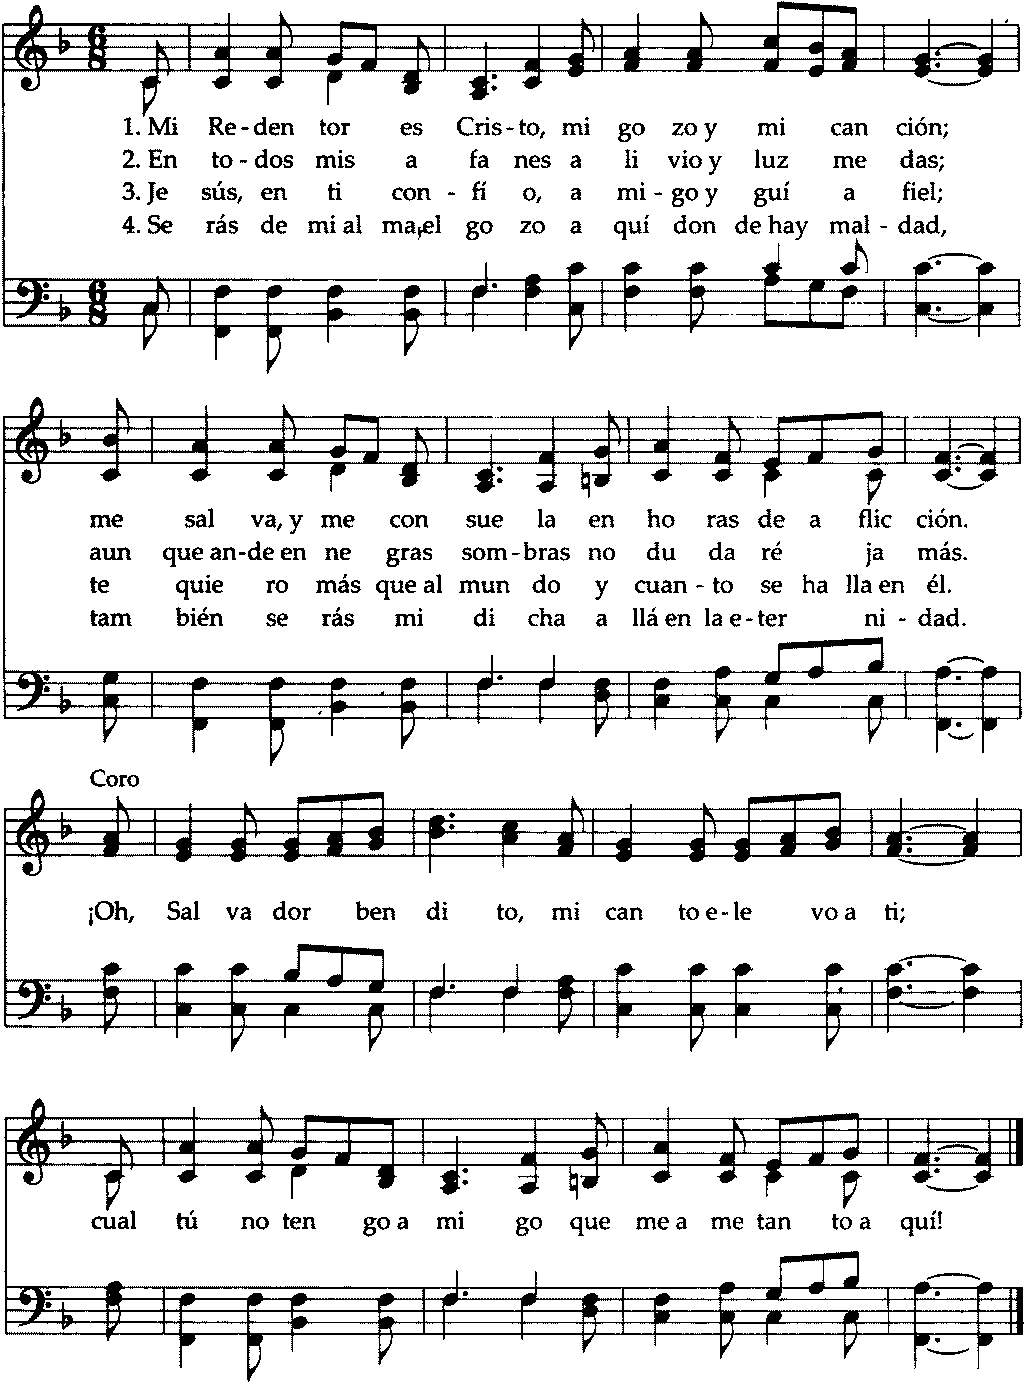 1. Mi Re-den tor es Cris-to, mi go zo y mi can ción;
2. En to-dos mis a fa nes a li vio y luz me das;
3. Je sús, en ti con-fí o, a mi-go y guí a fiel;
4. Se rás de mi al ma, el go zo a quí don de hay mal-dad,
me sal va, y me con sue la en ho ras de a flic ción.
aun que an-de en ne gras som-bras no du da ré ja más.
te quie ro más que al mun do y cuan-to se ha lla en él.
tam bién se rás mi di cha a llá en la e-ter ni-dad.
Coro
¡Oh, Sal va dor ben di to, mi can to e-le vo a ti;
cual tú no ten go a mi go que me a me tan to a quí!